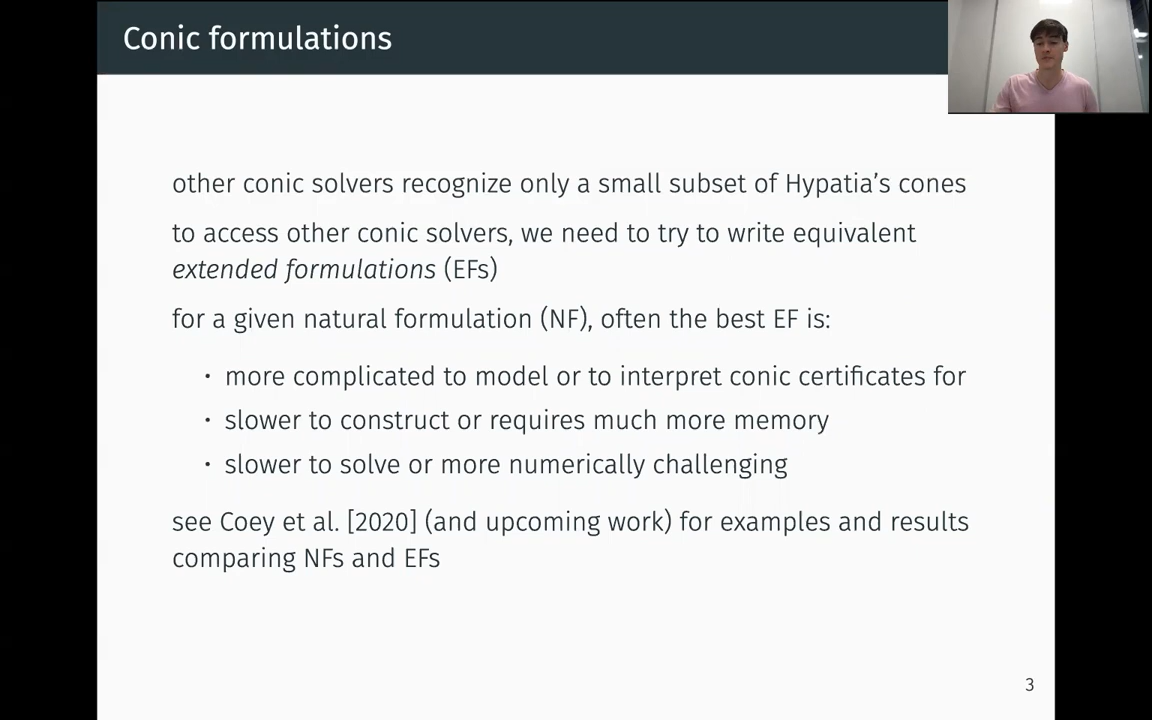 Conic formulations
other conic solvers recognize only a small subset of Hypatia's cones
to access other conic solvers, we need to try to write equivalent
extended formulations (EFs)
for a given natural formulation (NF), often the best EF is:
• more complicated to model or to interpret conic certificates for
• slower to construct or requires much more memory
• slower to solve or more numerically challenging
see Coey et al. [2020] (and upcoming work) for examples and results
comparing NFs and EFs
3